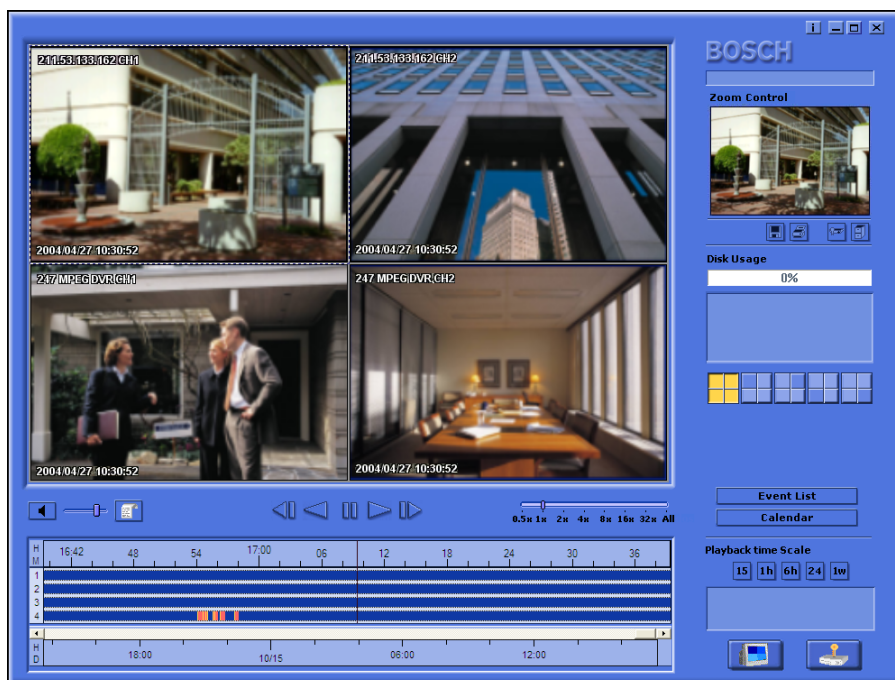 i
BOSCH
211.53.133.162 CH1
211.53.133.162 CH2
Zoom Control
2004/04/27 10:30:52
2004/04/27 10:30:52
Disk Usage
0%
247 MPEG DVR,CH1
247 MPEG DVR,CH2
2004/04/27 10:30:52
2004/04/27 10:30:52
Event List
Calendar
0.5x 1x 2x 4x 8x 16x 32x All
H
M
16:42 48 54 17:00 06 12 18 24 30 36
1
2
3
4
Playback time Scale
15 1h 6h 24 1w
H
D
18:00 10/15 06:00 12:00